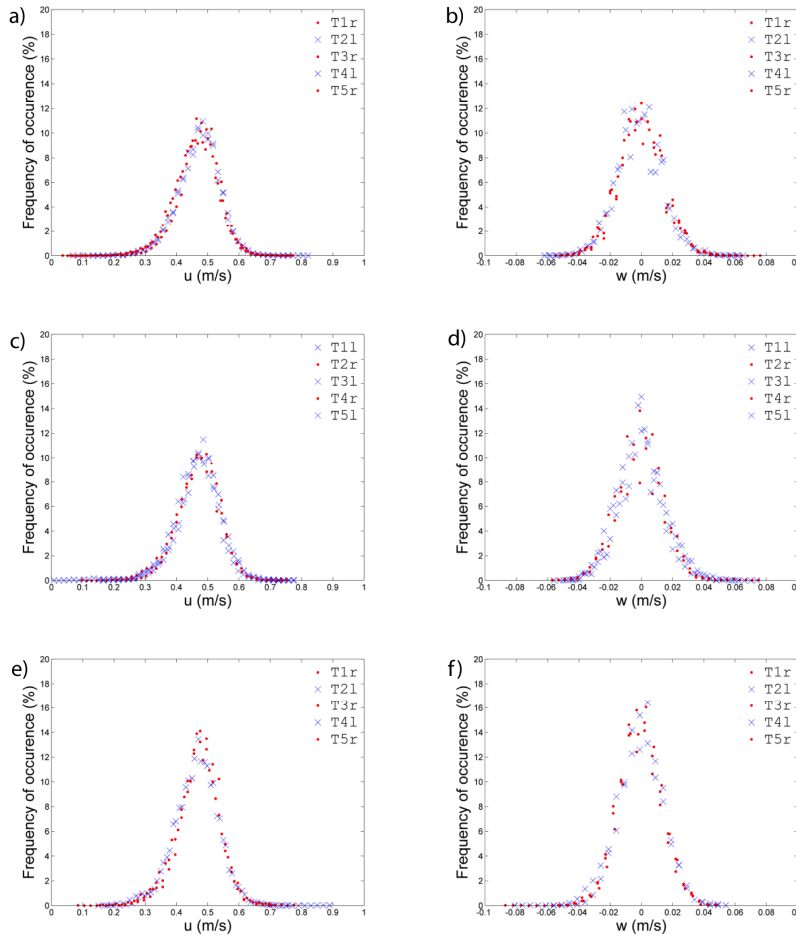 a)
20
18
16
14
12
10
8
6
4
2
0
Frequency of occurence (%)
T1r
T2l
T3r
T4l
T5r
0 0.1 0.2 0.3 0.4 0.5 0.6 0.7 0.8 0.9 1
u (m/s)
b)
20
18
16
14
12
10
8
6
4
2
0
Frequency of occurence (%)
T1r
T2l
T3r
T4l
T5r
-0.1 -0.08 -0.06 -0.04 -0.02 0 0.02 0.04 0.06 0.08 0.
w (m/s)
c)
20
18
16
14
12
10
8
6
4
2
0
Frequency of occurence (%)
T1l
T2r
T3l
T4r
T5l
0 0.1 0.2 0.3 0.4 0.5 0.6 0.7 0.8 0.9 1
u (m/s)
d)
20
18
16
14
12
10
8
6
4
2
0
Frequency of occurence (%)
T1l
T2r
T3l
T4r
T5l
-0.1 -0.08 -0.06 -0.04 -0.02 0 0.02 0.04 0.06 0.08 0.
w (m/s)
e)
20
18
16
14
12
10
8
6
4
2
0
Frequency of occurence (%)
T1r
T2l
T3r
T4l
T5r
0 0.1 0.2 0.3 0.4 0.5 0.6 0.7 0.8 0.9 1
u (m/s)
f)
20
18
16
14
12
10
8
6
4
2
0
Frequency of occurence (%)
T1r
T2l
T3r
T4l
T5r
-0.1 -0.08 -0.06 -0.04 -0.02 0 0.02 0.04 0.06 0.08 0.
w (m/s)